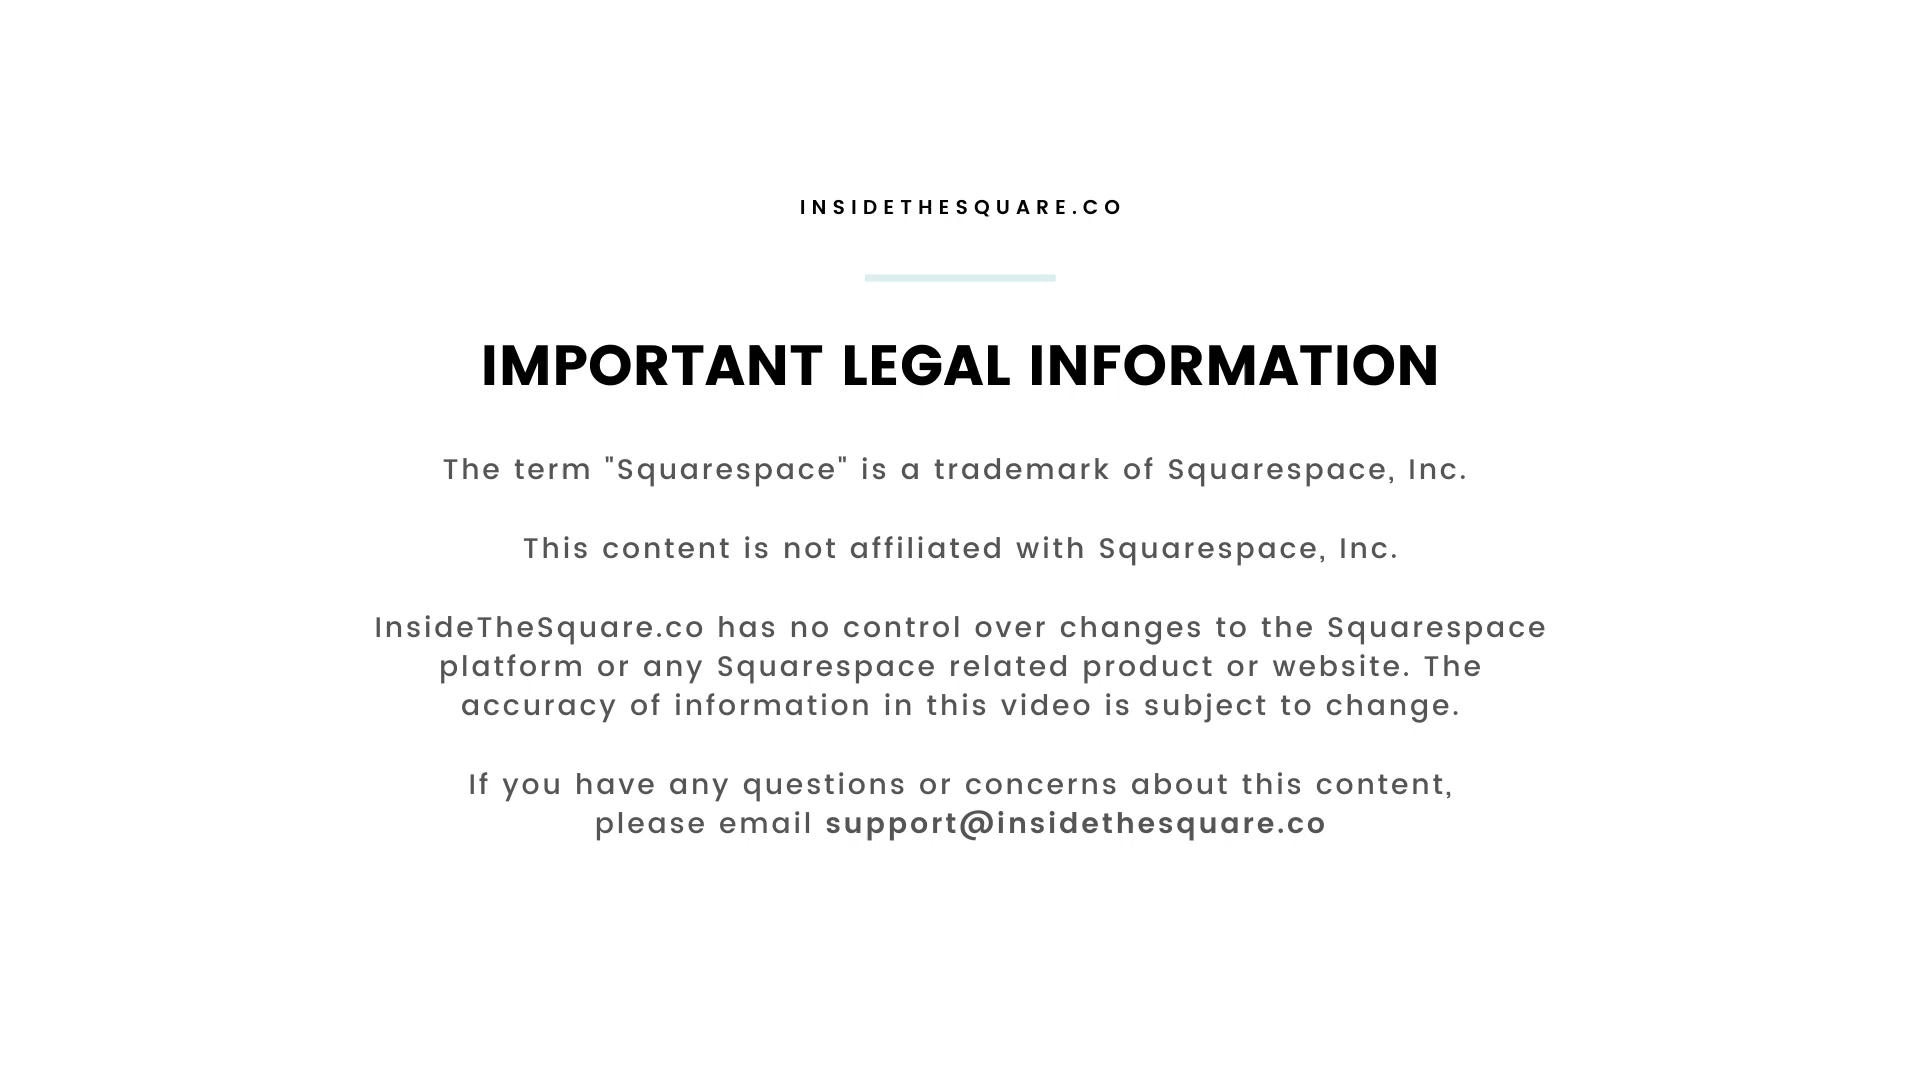 INSIDETHESQUARE.CO
IMPORTANT LEGAL INFORMATION
The term "Squarespace" is a trademark of Squarespace, Inc.
This content is not affiliated with Squarespace, Inc.
InsideTheSquare.co has no control over changes to the Squarespace
platform or any Squarespace related product or website. The
accuracy of information in this video is subject to change.
If you have any questions or concerns about this content,
please email support@insidethesquare.co